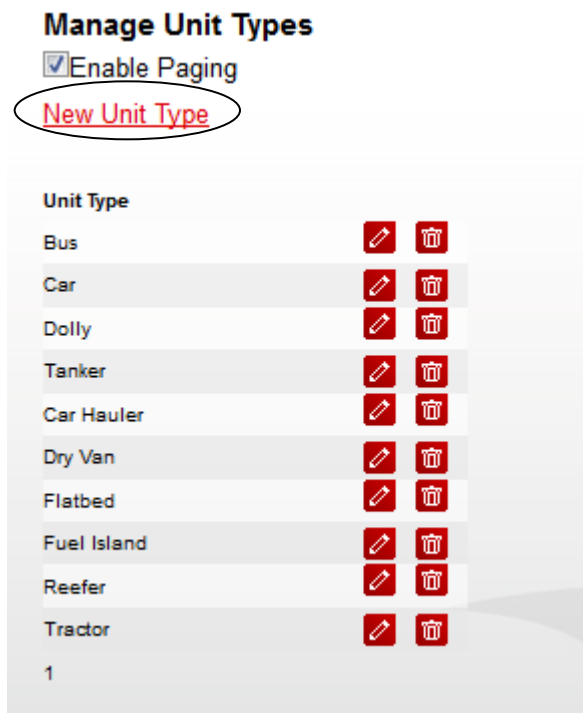 Manage Unit Types
Enable Paging
New Unit Type
Unit Type
Bus
Car
Dolly
Tanker
Car Hauler
Dry Van
Flatbed
Fuel Island
Reefer
Tractor
1